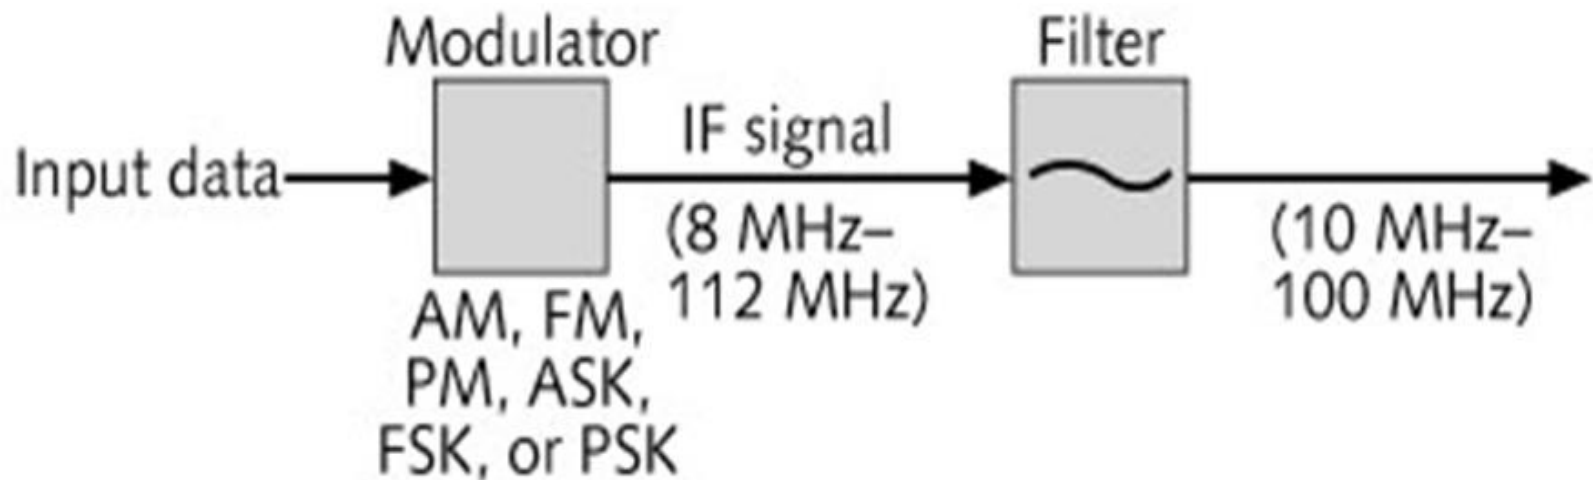 Modulator
Filter
Input data
IF signal
(8 MHz–
112 MHz)
(10 MHz–
100 MHz)
AM, FM,
PM, ASK,
FSK, or PSK